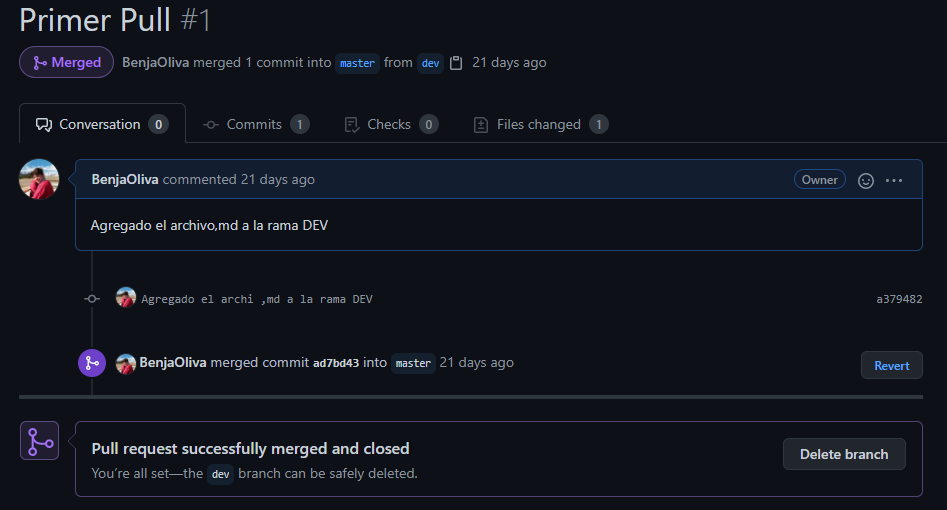 Primer Pull #1
Merged BenjaOliva merged 1 commit into master from dev 21 days ago
Conversation 0 Commits 1 Checks 0 Files changed 1
BenjaOliva commented 21 days ago Owner
Agregado el archivo,md a la rama DEV
Agregado el archi ,md a la rama DEV a379482
BenjaOliva merged commit ad7bd43 into master 21 days ago Revert
Pull request successfully merged and closed
You're all set—the dev branch can be safely deleted.
Delete branch